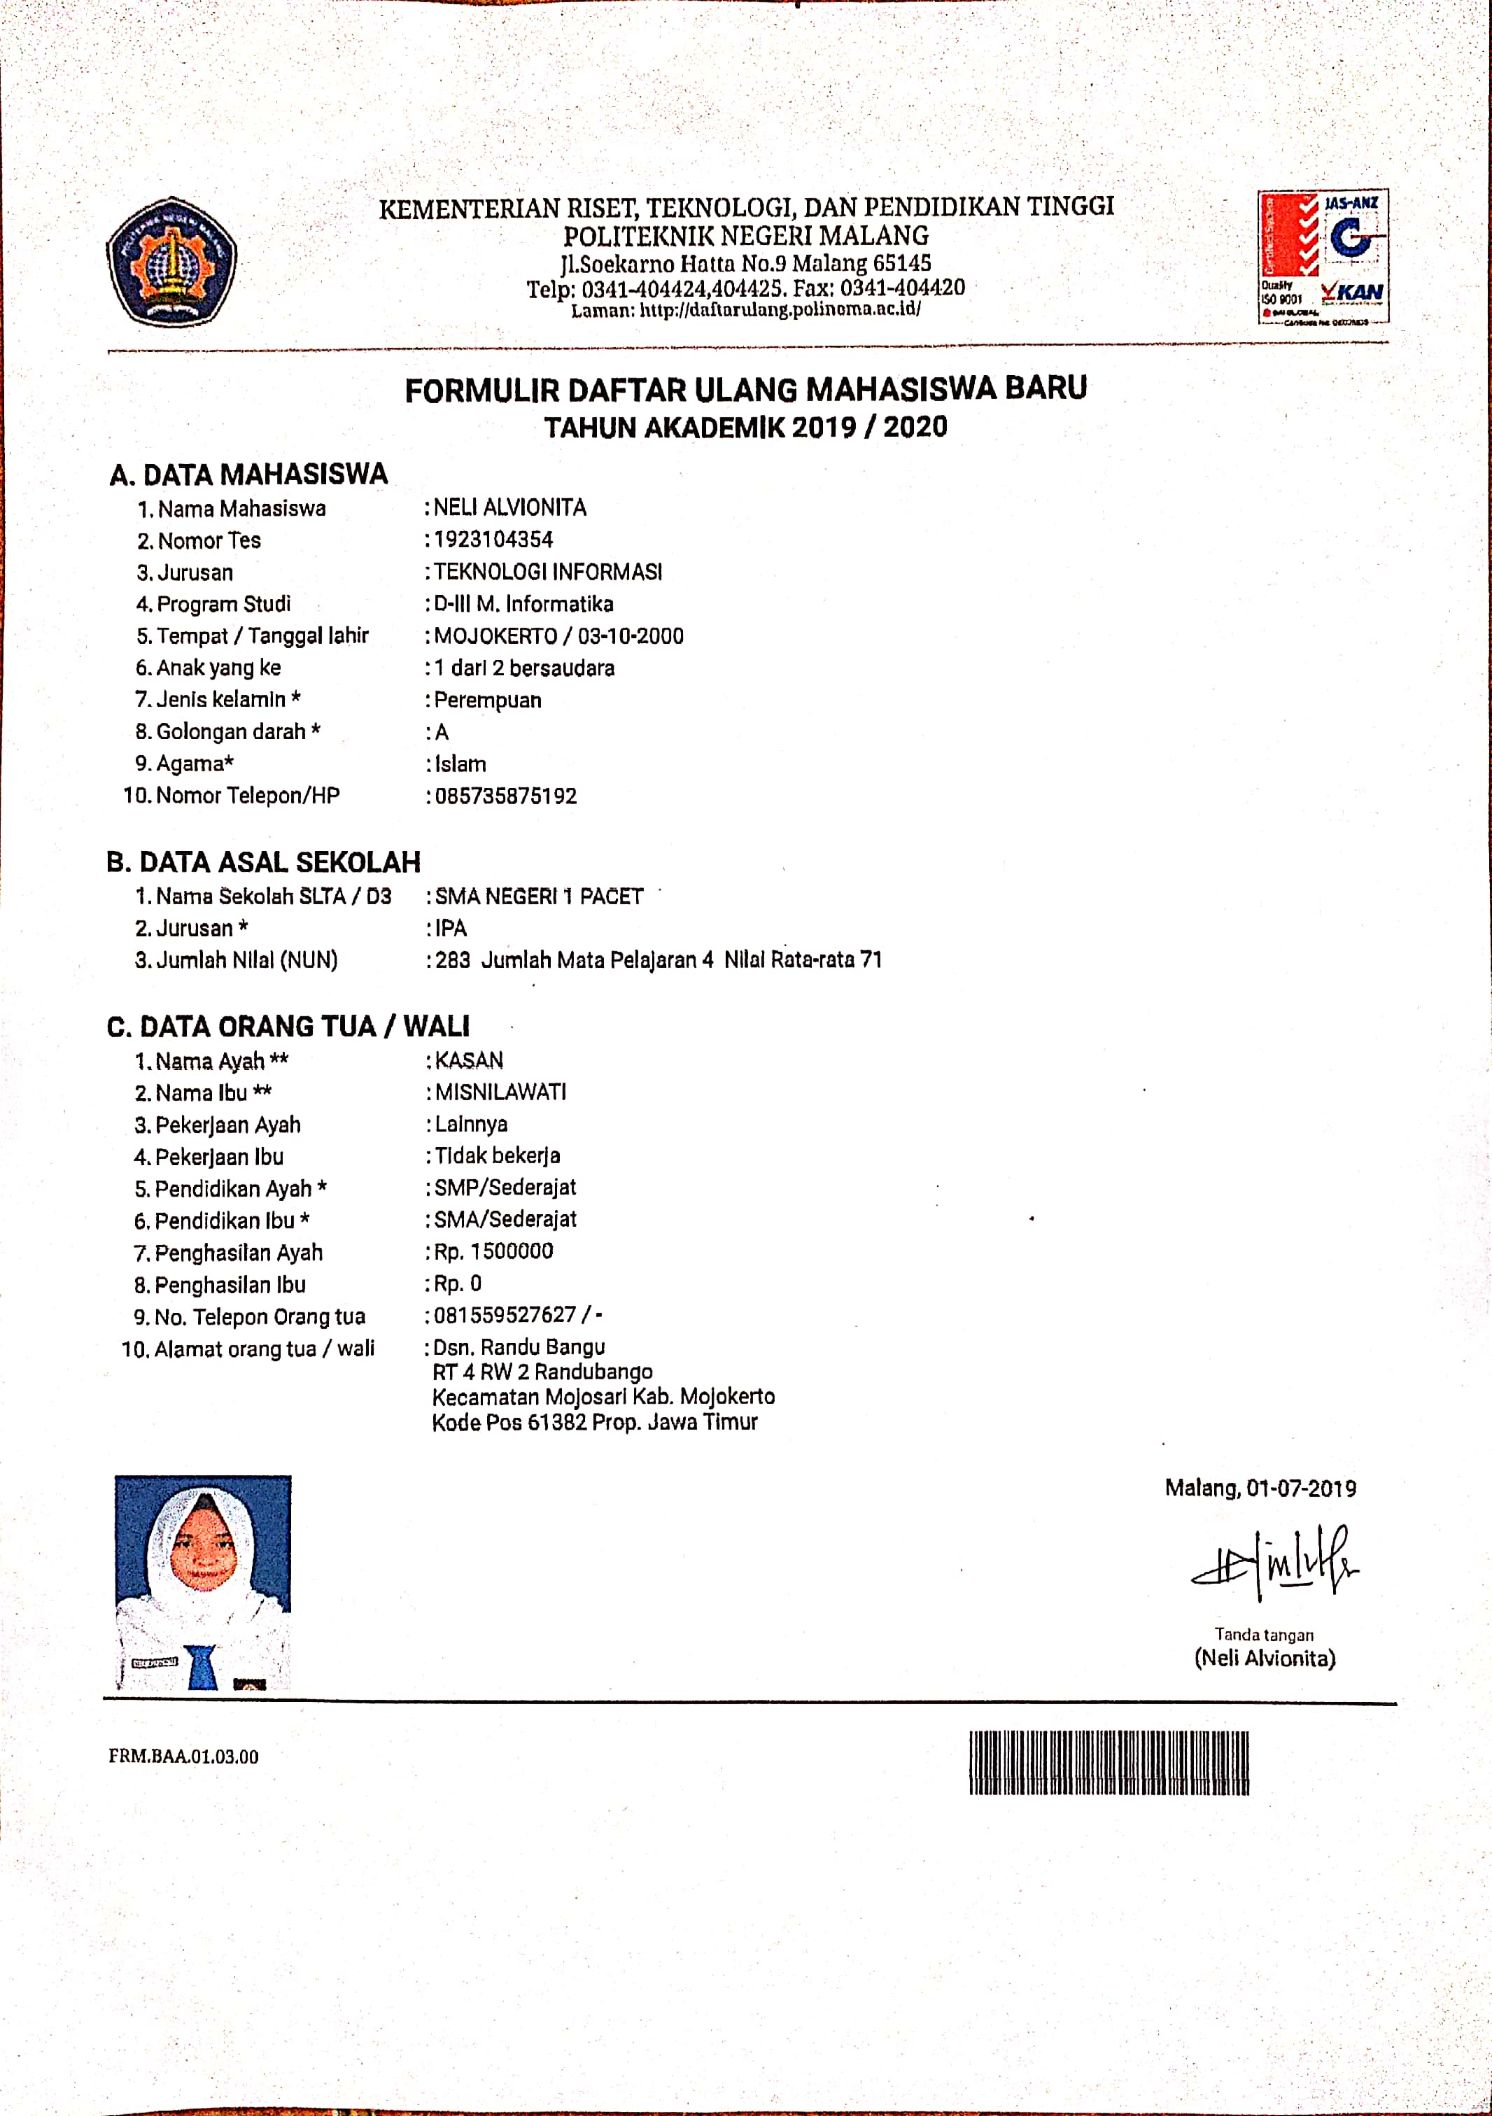 KEMENTERIAN RISET, TEKNOLOGI, DAN PENDIDIKAN TINGGI
POLITEKNIK NEGERI MALANG
Jl.Soekarno Hatta No.9 Malang 65145
Telp: 0341-404424,404425. Fax: 0341-404420
Laman: http://daftarulang.polinema.ac.id/
JAS-ANZ
Quality
ISO 9001
KAN
FORMULIR DAFTAR ULANG MAHASISWA BARU
TAHUN AKADEMIK 2019 / 2020
A. DATA MAHASISWA
1. Nama Mahasiswa : NELI ALVIONITA
2. Nomor Tes : 1923104354
3. Jurusan : TEKNOLOGI INFORMASI
4. Program Studi : D-III M. Informatika
5. Tempat / Tanggal lahir : MOJOKERTO / 03-10-2000
6. Anak yang ke : 1 dari 2 bersaudara
7. Jenis kelamin * : Perempuan
8. Golongan darah * : A
9. Agama* : Islam
10. Nomor Telepon/HP : 085735875192
B. DATA ASAL SEKOLAH
1. Nama Sekolah SLTA / D3 : SMA NEGERI 1 PACET
2. Jurusan * : IPA
3. Jumlah Nilai (NUN) : 283 Jumlah Mata Pelajaran 4 Nilai Rata-rata 71
C. DATA ORANG TUA / WALI
1. Nama Ayah ** : KASAN
2. Nama Ibu ** : MISNILAWATI
3. Pekerjaan Ayah : Lainnya
4. Pekerjaan Ibu : Tidak bekerja
5. Pendidikan Ayah * : SMP/Sederajat
6. Pendidikan Ibu * : SMA/Sederajat
7. Penghasilan Ayah : Rp. 1500000
8. Penghasilan Ibu : Rp. 0
9. No. Telepon Orang tua : 081559527627 / -
10. Alamat orang tua / wali : Dsn. Randu Bangu
RT 4 RW 2 Randubango
Kecamatan Mojosari Kab. Mojokerto
Kode Pos 61382 Prop. Jawa Timur
Malang, 01-07-2019
Tanda tangan
(Neli Alvionita)
FRM.BAA.01.03.00